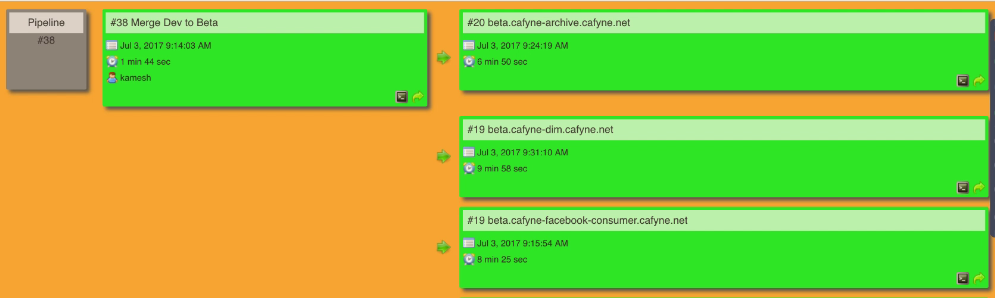 Pipeline
#38
#38 Merge Dev to Beta
Jul 3, 2017 9:14:03 AM
1 min 44 sec
kamesh
#20 beta.cafyne-archive.cafyne.net
Jul 3, 2017 9:24:19 AM
6 min 50 sec
#19 beta.cafyne-dim.cafyne.net
Jul 3, 2017 9:31:10 AM
9 min 58 sec
#19 beta.cafyne-facebook-consumer.cafyne.net
Jul 3, 2017 9:15:54 AM
8 min 25 sec